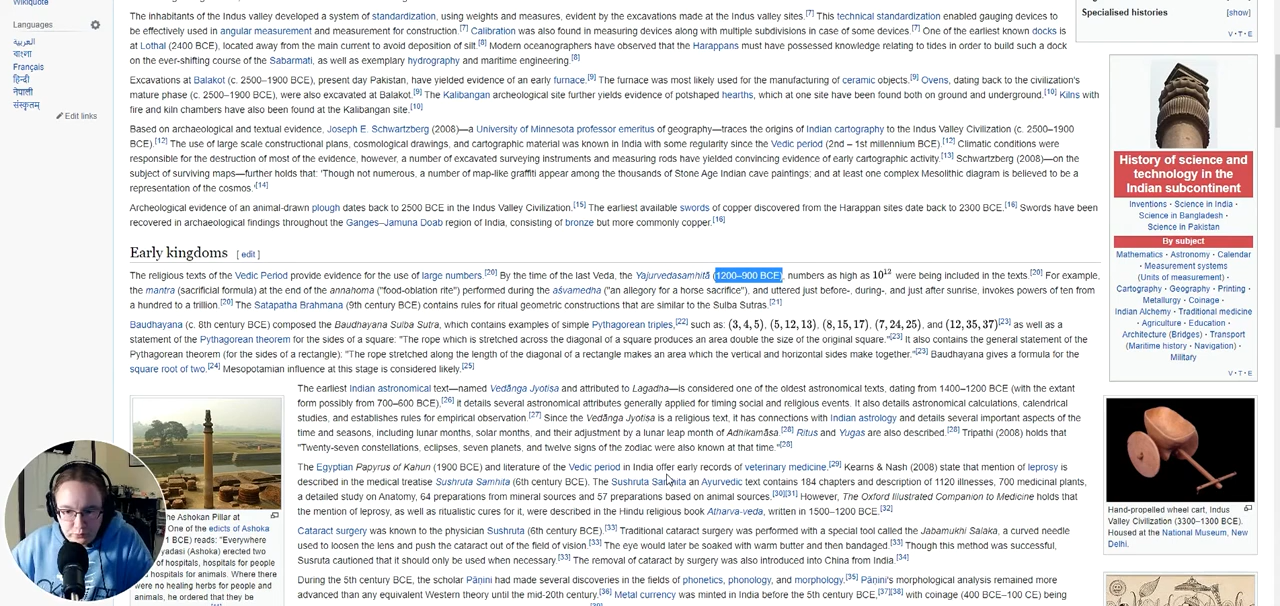 Wikiquote
Languages
العربية
বাংলা
Français
हिन्दी
नेपाली
संस्कृतम्
Edit links
The inhabitants of the Indus valley developed a system of standardization, using weights and measures, evident by the excavations made at the Indus valley sites.[7] This technical standardization enabled gauging devices to
be effectively used in angular measurement and measurement for construction.[7] Calibration was also found in measuring devices along with multiple subdivisions in case of some devices.[7] One of the earliest known docks is
at Lothal (2400 BCE), located away from the main current to avoid deposition of silt.[8] Modern oceanographers have observed that the Harappans must have possessed knowledge relating to tides in order to build such a dock
on the ever-shifting course of the Sabarmati, as well as exemplary hydrography and maritime engineering.[8]
Excavations at Balakot (c. 2500–1900 BCE), present day Pakistan, have yielded evidence of an early furnace.[9] The furnace was most likely used for the manufacturing of ceramic objects.[9] Ovens, dating back to the civilization's
mature phase (c. 2500–1900 BCE), were also excavated at Balakot.[9] The Kalibangan archeological site further yields evidence of potshaped hearths, which at one site have been found both on ground and underground.[10] Kilns with
fire and kiln chambers have also been found at the Kalibangan site.[10]
Based on archaeological and textual evidence, Joseph E. Schwartzberg (2008)—a University of Minnesota professor emeritus of geography—traces the origins of Indian cartography to the Indus Valley Civilization (c. 2500–1900
BCE).[12] The use of large scale constructional plans, cosmological drawings, and cartographic material was known in India with some regularity since the Vedic period (2nd – 1st millennium BCE).[12] Climatic conditions were
responsible for the destruction of most of the evidence, however, a number of excavated surveying instruments and measuring rods have yielded convincing evidence of early cartographic activity.[13] Schwartzberg (2008)—on the
subject of surviving maps—further holds that: 'Though not numerous, a number of map-like graffiti appear among the thousands of Stone Age Indian cave paintings; and at least one complex Mesolithic diagram is believed to be a
representation of the cosmos.'[14]
Archeological evidence of an animal-drawn plough dates back to 2500 BCE in the Indus Valley Civilization.[15] The earliest available swords of copper discovered from the Harappan sites date back to 2300 BCE.[16] Swords have been
recovered in archaeological findings throughout the Ganges–Jamuna Doab region of India, consisting of bronze but more commonly copper.[16]
Early kingdoms [ edit ]
The religious texts of the Vedic Period provide evidence for the use of large numbers.[20] By the time of the last Veda, the Yajurvedasaṃhitā (1200–900 BCE), numbers as high as 10¹² were being included in the texts.[20] For example,
the mantra (sacrificial formula) at the end of the annahoma ("food-oblation rite") performed during the aśvamedha ("an allegory for a horse sacrifice"), and uttered just before-, during-, and just after sunrise, invokes powers of ten from
a hundred to a trillion.[20] The Satapatha Brahmana (9th century BCE) contains rules for ritual geometric constructions that are similar to the Sulba Sutras.[21]
Baudhayana (c. 8th century BCE) composed the Baudhayana Sulba Sutra, which contains examples of simple Pythagorean triples,[22] such as: (3, 4, 5), (5, 12, 13), (8, 15, 17), (7, 24, 25), and (12, 35, 37)[23] as well as a
statement of the Pythagorean theorem for the sides of a square: "The rope which is stretched across the diagonal of a square produces an area double the size of the original square."[23] It also contains the general statement of the
Pythagorean theorem (for the sides of a rectangle): "The rope stretched along the length of the diagonal of a rectangle makes an area which the vertical and horizontal sides make together."[23] Baudhayana gives a formula for the
square root of two.[24] Mesopotamian influence at this stage is considered likely.[25]
The earliest Indian astronomical text—named Vedānga Jyotiṣa and attributed to Lagadha—is considered one of the oldest astronomical texts, dating from 1400–1200 BCE (with the extant
form possibly from 700–600 BCE).[26] it details several astronomical attributes generally applied for timing social and religious events. It also details astronomical calculations, calendrical
studies, and establishes rules for empirical observation.[27] Since the Vedānga Jyotiṣa is a religious text, it has connections with Indian astrology and details several important aspects of the
time and seasons, including lunar months, solar months, and their adjustment by a lunar leap month of Adhikamāsa.[28] Ritus and Yugas are also described.[28] Tripathi (2008) holds that
"Twenty-seven constellations, eclipses, seven planets, and twelve signs of the zodiac were also known at that time."[28]
The Egyptian Papyrus of Kahun (1900 BCE) and literature of the Vedic period in India offer early records of veterinary medicine.[29] Kearns & Nash (2008) state that mention of leprosy is
described in the medical treatise Sushruta Samhita (6th century BCE). The Sushruta Samhita an Ayurvedic text contains 184 chapters and description of 1120 illnesses, 700 medicinal plants,
a detailed study on Anatomy, 64 preparations from mineral sources and 57 preparations based on animal sources.[30][31] However, The Oxford Illustrated Companion to Medicine holds that
the mention of leprosy, as well as ritualistic cures for it, were described in the Hindu religious book Atharva-veda, written in 1500–1200 BCE.[32]
Cataract surgery was known to the physician Sushruta (6th century BCE).[33] Traditional cataract surgery was performed with a special tool called the Jabamukhi Salaka, a curved needle
used to loosen the lens and push the cataract out of the field of vision.[33] The eye would later be soaked with warm butter and then bandaged.[33] Though this method was successful,
Susruta cautioned that it should only be used when necessary.[33] The removal of cataract by surgery was also introduced into China from India.[34]
During the 5th century BCE, the scholar Pāṇini had made several discoveries in the fields of phonetics, phonology, and morphology.[35] Pāṇini's morphological analysis remained more
advanced than any equivalent Western theory until the mid-20th century.[36] Metal currency was minted in India before the 5th century BCE,[37][38] with coinage (400 BCE–100 CE) being
he Ashokan Pillar at
One of the edicts of Ashoka
1 BCE) reads: "Everywhere
yadasi (Ashoka) erected two
of hospitals, hospitals for people
s for animals. Where there
were no healing herbs for people and
animals, he ordered that they be
Specialised histories [show]
V·T·E
History of science and
technology in the
Indian subcontinent
Inventions · Science in India ·
Science in Bangladesh ·
Science in Pakistan
By subject
Mathematics · Astronomy · Calendar
· Measurement systems
(Units of measurement) ·
Cartography · Geography · Printing ·
Metallurgy · Coinage ·
Indian Alchemy · Traditional medicine
· Agriculture · Education ·
Architecture (Bridges) · Transport
(Maritime history · Navigation) ·
Military
V·T·E
Hand-propelled wheel cart, Indus
Valley Civilization (3300–1300 BCE).
Housed at the National Museum, New
Delhi.